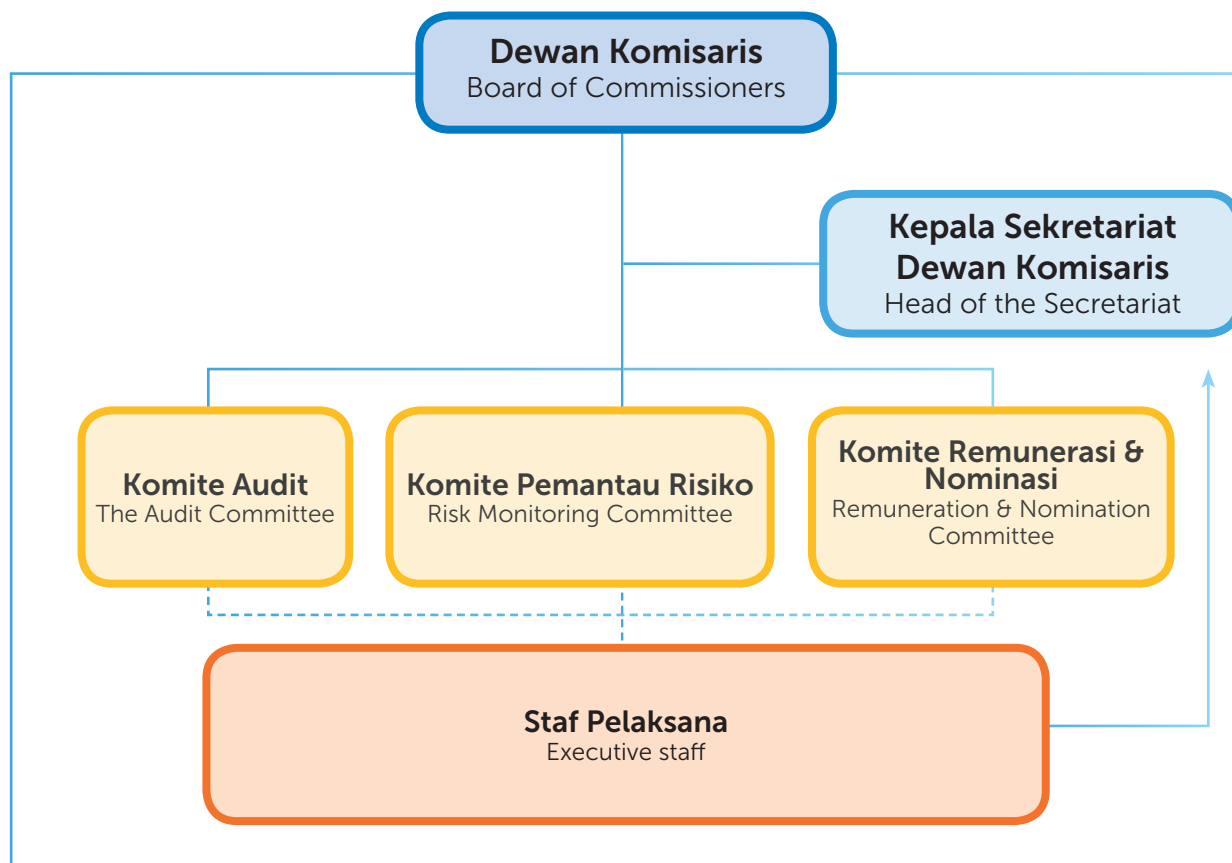 Dewan Komisaris
Board of Commissioners
Kepala Sekretariat
Dewan Komisaris
Head of the Secretariat
Komite Audit
The Audit Committee
Komite Pemantau Risiko
Risk Monitoring Committee
Komite Remunerasi &
Nominasi
Remuneration & Nomination
Committee
Staf Pelaksana
Executive staff